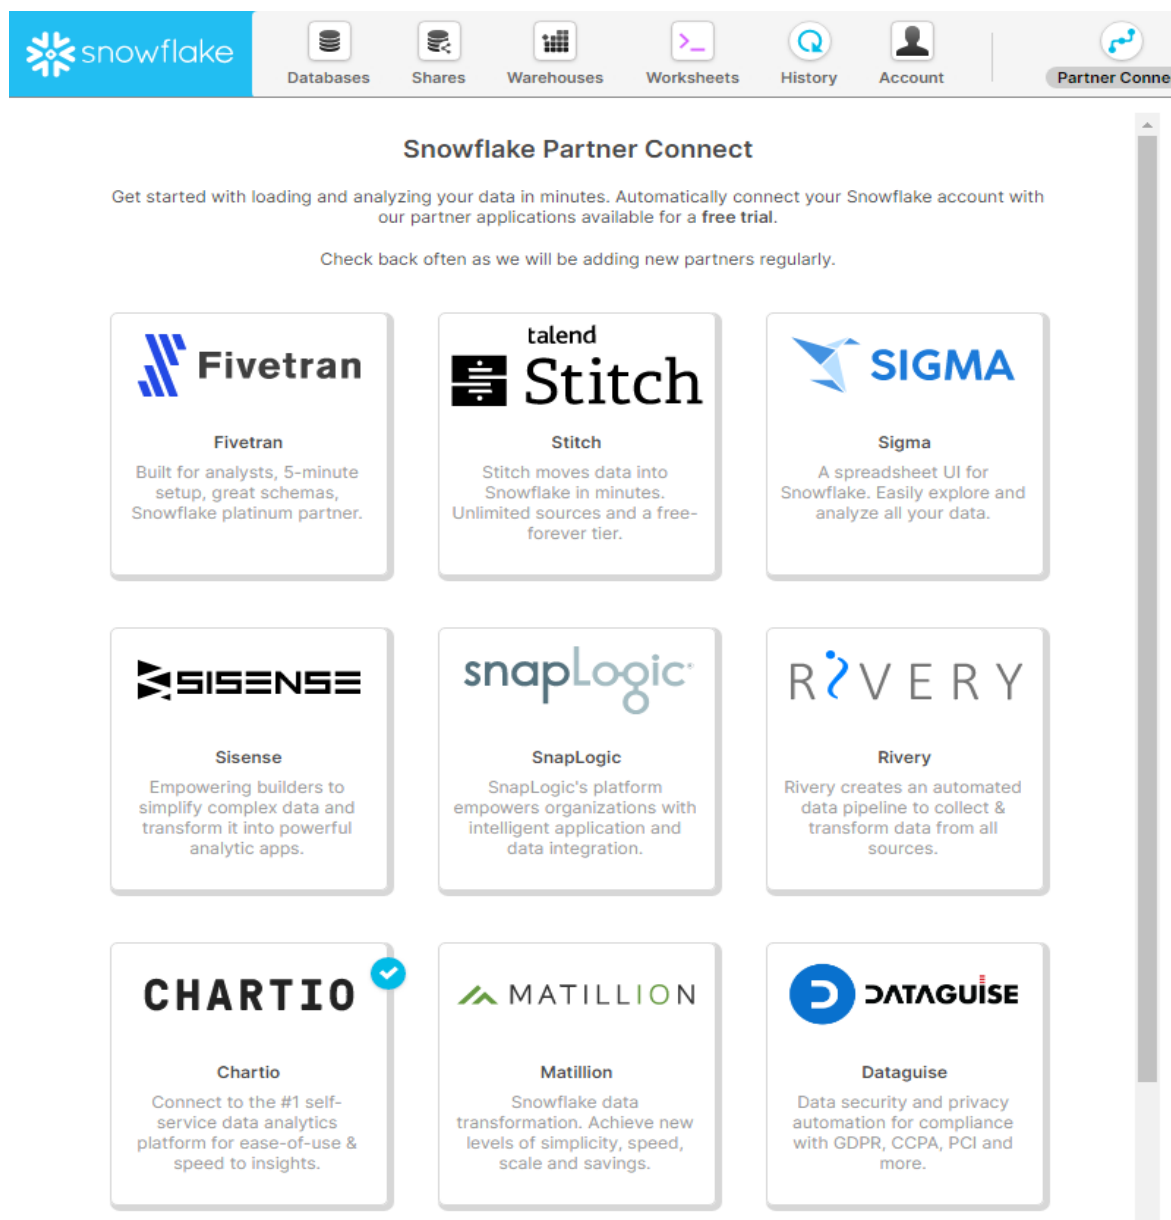 snowflake
Databases
Shares
Warehouses
Worksheets
History
Account
Partner Conne
Snowflake Partner Connect
Get started with loading and analyzing your data in minutes. Automatically connect your Snowflake account with
our partner applications available for a free trial.
Check back often as we will be adding new partners regularly.
Fivetran
Fivetran
Built for analysts, 5-minute
setup, great schemas,
Snowflake platinum partner.
talend
Stitch
Stitch
Stitch moves data into
Snowflake in minutes.
Unlimited sources and a free-
forever tier.
SIGMA
Sigma
A spreadsheet UI for
Snowflake. Easily explore and
analyze all your data.
SISENSE
Sisense
Empowering builders to
simplify complex data and
transform it into powerful
analytic apps.
snapLogic
SnapLogic
SnapLogic's platform
empowers organizations with
intelligent application and
data integration.
RIVERY
Rivery
Rivery creates an automated
data pipeline to collect &
transform data from all
sources.
CHARTIO
Chartio
Connect to the #1 self-
service data analytics
platform for ease-of-use &
speed to insights.
MATILLION
Matillion
Snowflake data
transformation. Achieve new
levels of simplicity, speed,
scale and savings.
DATAGUISE
Dataguise
Data security and privacy
automation for compliance
with GDPR, CCPA, PCI and
more.